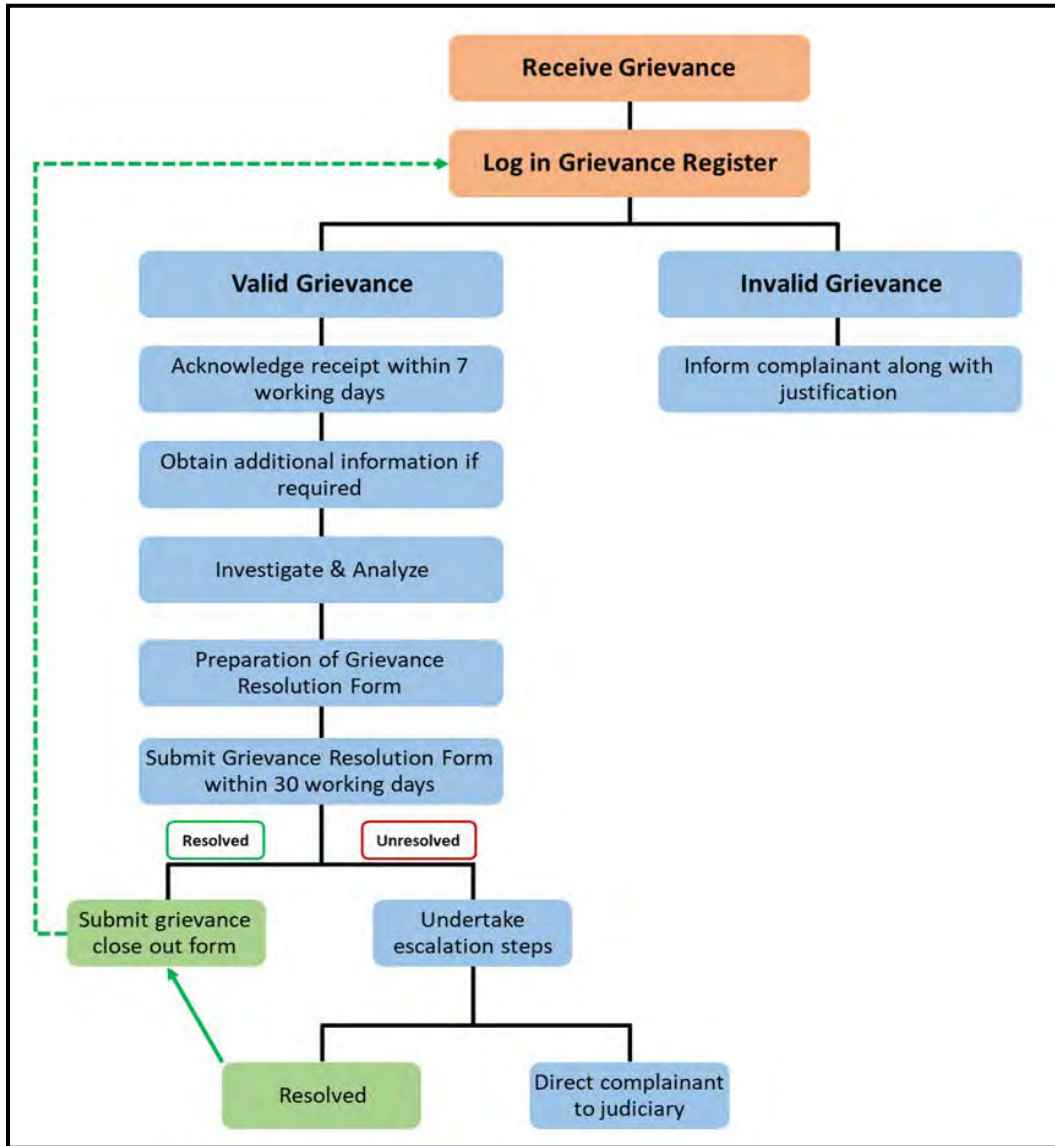 Receive Grievance
Log in Grievance Register
Valid Grievance
Invalid Grievance
Acknowledge receipt within 7
working days
Inform complainant along with
justification
Obtain additional information if
required
Investigate & Analyze
Preparation of Grievance
Resolution Form
Submit Grievance Resolution Form
within 30 working days
Resolved
Unresolved
Submit grievance
close out form
Undertake
escalation steps
Resolved
Direct complainant
to judiciary